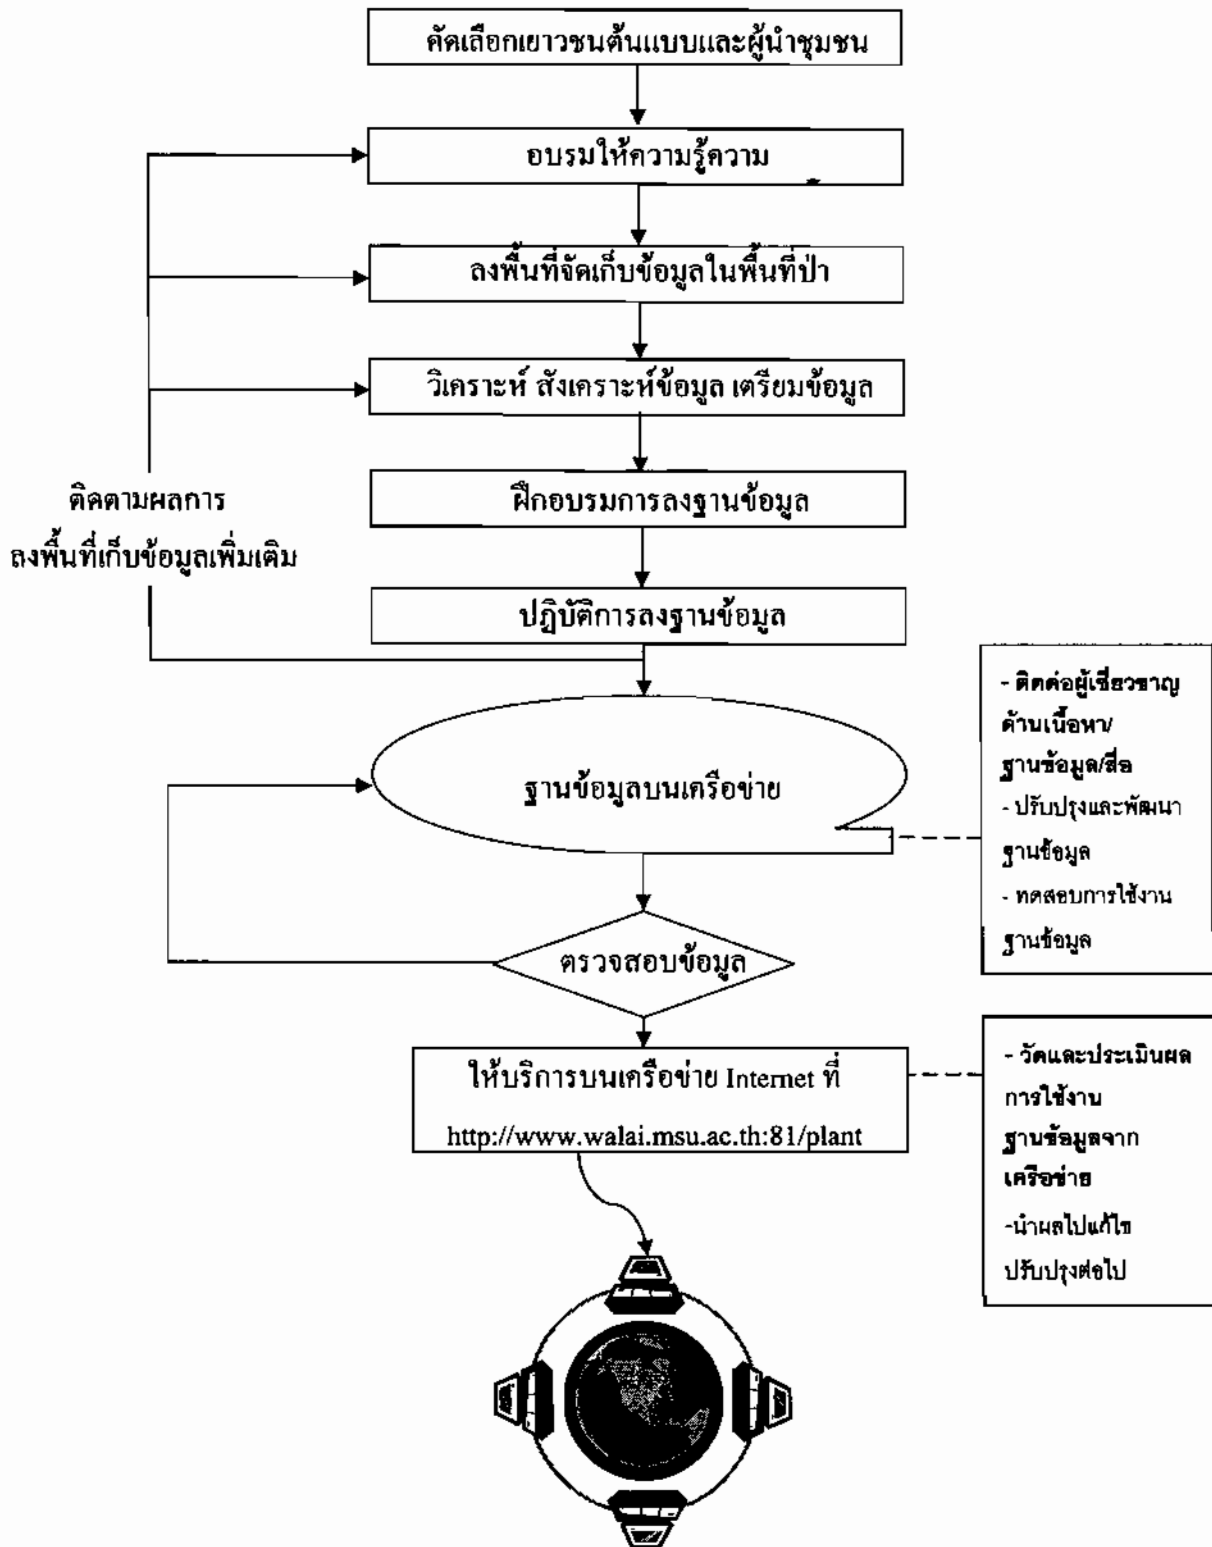 คัดเลือกเยาวชนต้นแบบและผู้นำชุมชน
อบรมให้ความรู้ความ
ลงพื้นที่จัดเก็บข้อมูลในพื้นที่ป่า
วิเคราะห์ สังเคราะห์ข้อมูล เตรียมข้อมูล
ฝึกอบรมการลงฐานข้อมูล
ติดตามผลการ
ลงพื้นที่เก็บข้อมูลเพิ่มเติม
ปฏิบัติการลงฐานข้อมูล
ฐานข้อมูลบนเครือข่าย
- ติดต่อผู้เชี่ยวชาญ
ด้านเนื้อหา/
ฐานข้อมูล/สื่อ
- ปรับปรุงและพัฒนา
ฐานข้อมูล
- ทดสอบการใช้งาน
ฐานข้อมูล
ตรวจสอบข้อมูล
ให้บริการบนเครือข่าย Internet ที่
http://www.walai.msu.ac.th:81/plant
- วัดและประเมินผล
การใช้งาน
ฐานข้อมูลจาก
เครือข่าย
-นำผลไปแก้ไข
ปรับปรุงต่อไป